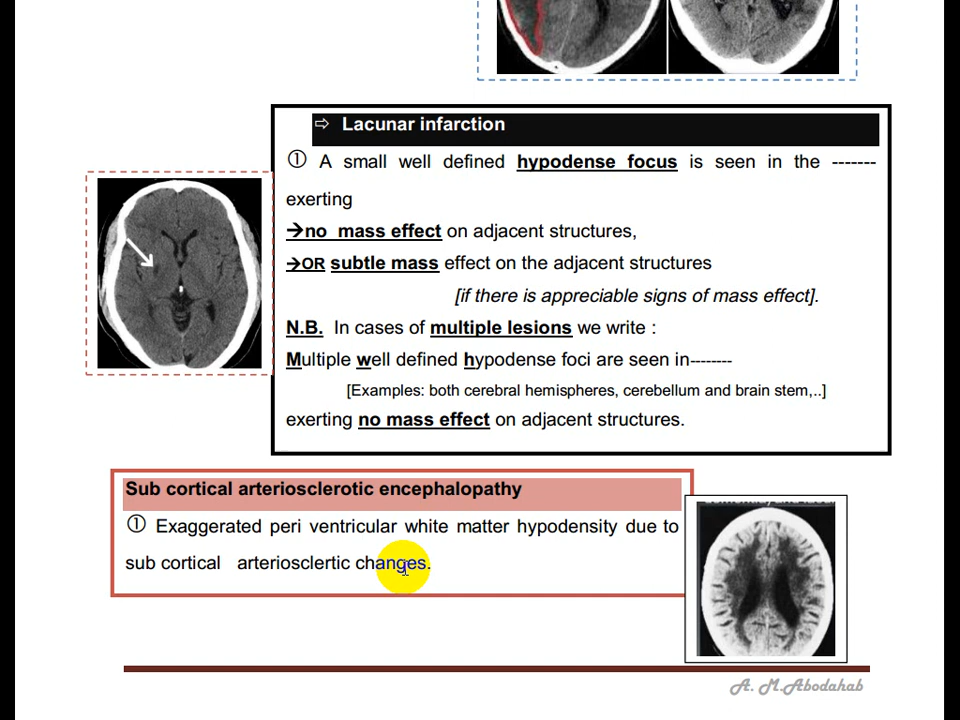 ⇨ Lacunar infarction
① A small well defined hypodense focus is seen in the -------
exerting
→no mass effect on adjacent structures,
→OR subtle mass effect on the adjacent structures
[if there is appreciable signs of mass effect].
N.B. In cases of multiple lesions we write :
Multiple well defined hypodense foci are seen in--------
[Examples: both cerebral hemispheres, cerebellum and brain stem,..]
exerting no mass effect on adjacent structures.
Sub cortical arteriosclerotic encephalopathy
① Exaggerated peri ventricular white matter hypodensity due to
sub cortical arteriosclertic changes.
A. M.Abodahab